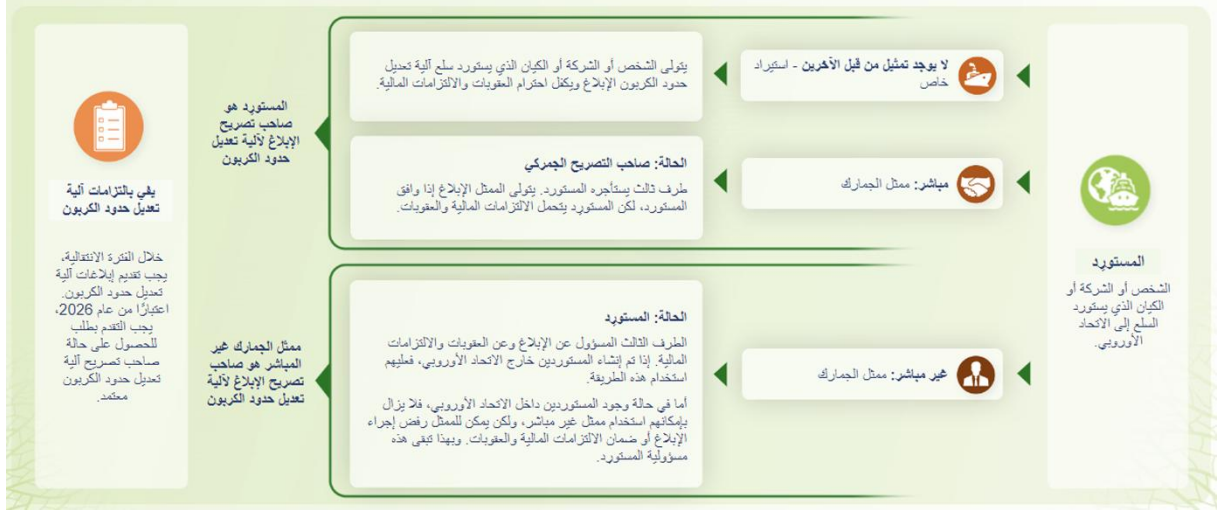 المستورِد
الشخص أو الشركة أو
الكيان الذي يستورد
السلع إلى الاتحاد
الأوروبي.
لا يوجد تمثيل من قبل الآخرين - استيراد
خاص
مباشر: ممثل الجمارك
غير مباشر: ممثل الجمارك
يتولى الشخص أو الشركة أو الكيان الذي يستورد سلع آلية تعديل
حدود الكربون الإبلاغ ويكفل احترام العقوبات والالتزامات المالية.
الحالة: صاحب التصريح الجمركي
طرف ثالث يستأجره المستورد. يتولى الممثل الإبلاغ إذا وافق
المستورد، لكن المستورِد يتحمل الالتزامات المالية والعقوبات.
الحالة: المستورِد
الطرف الثالث المسؤول عن الإبلاغ وعن العقوبات والالتزامات
المالية. إذا تم إنشاء المستوردين خارج الاتحاد الأوروبي، فعليهم
استخدام هذه الطريقة.
أما في حالة وجود المستوردين داخل الاتحاد الأوروبي، فلا يزال
بإمكانهم استخدام ممثل غير مباشر، ولكن يمكن للممثل رفض إجراء
الإبلاغ أو ضمان الالتزامات المالية والعقوبات. وبهذا تبقى هذه
مسؤولية المستورِد.
المستورِد هو
صاحب تصريح
الإبلاغ لآلية تعديل
حدود الكربون
ممثل الجمارك غير
المباشر هو صاحب
تصريح الإبلاغ لآلية
تعديل حدود الكربون
يفي بالتزامات آلية
تعديل حدود الكربون
خلال الفترة الانتقالية،
يجب تقديم إبلاغات آلية
تعديل حدود الكربون.
اعتبارًا من عام 2026،
يجب التقدم بطلب
للحصول على حالة
صاحب تصريح آلية
تعديل حدود الكربون
معتمد.